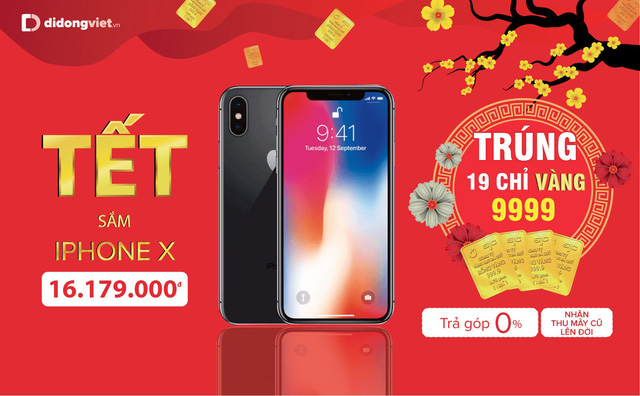 didongviet.vn
TẾT
SẮM
IPHONE X
16.179.000đ
9:41
Tuesday, 12 September
TRÚNG
19 CHỈ VÀNG
9999
Trả góp 0%
NHẬN
THU MÁY CŨ
LÊN ĐỜI